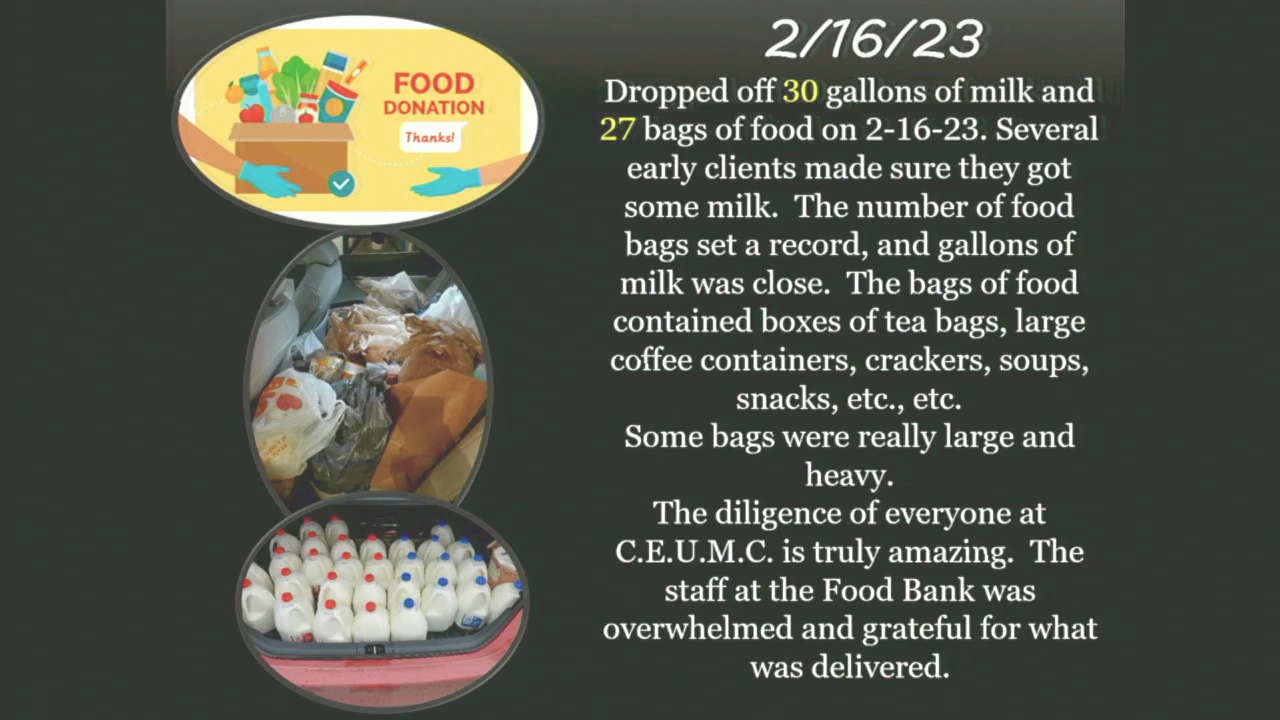 FOOD
DONATION
Thanks!
2/16/23
Dropped off 30 gallons of milk and
27 bags of food on 2-16-23. Several
early clients made sure they got
some milk.  The number of food
bags set a record, and gallons of
milk was close.  The bags of food
contained boxes of tea bags, large
coffee containers, crackers, soups,
snacks, etc., etc.
Some bags were really large and
heavy.
The diligence of everyone at
C.E.U.M.C. is truly amazing.  The
staff at the Food Bank was
overwhelmed and grateful for what
was delivered.